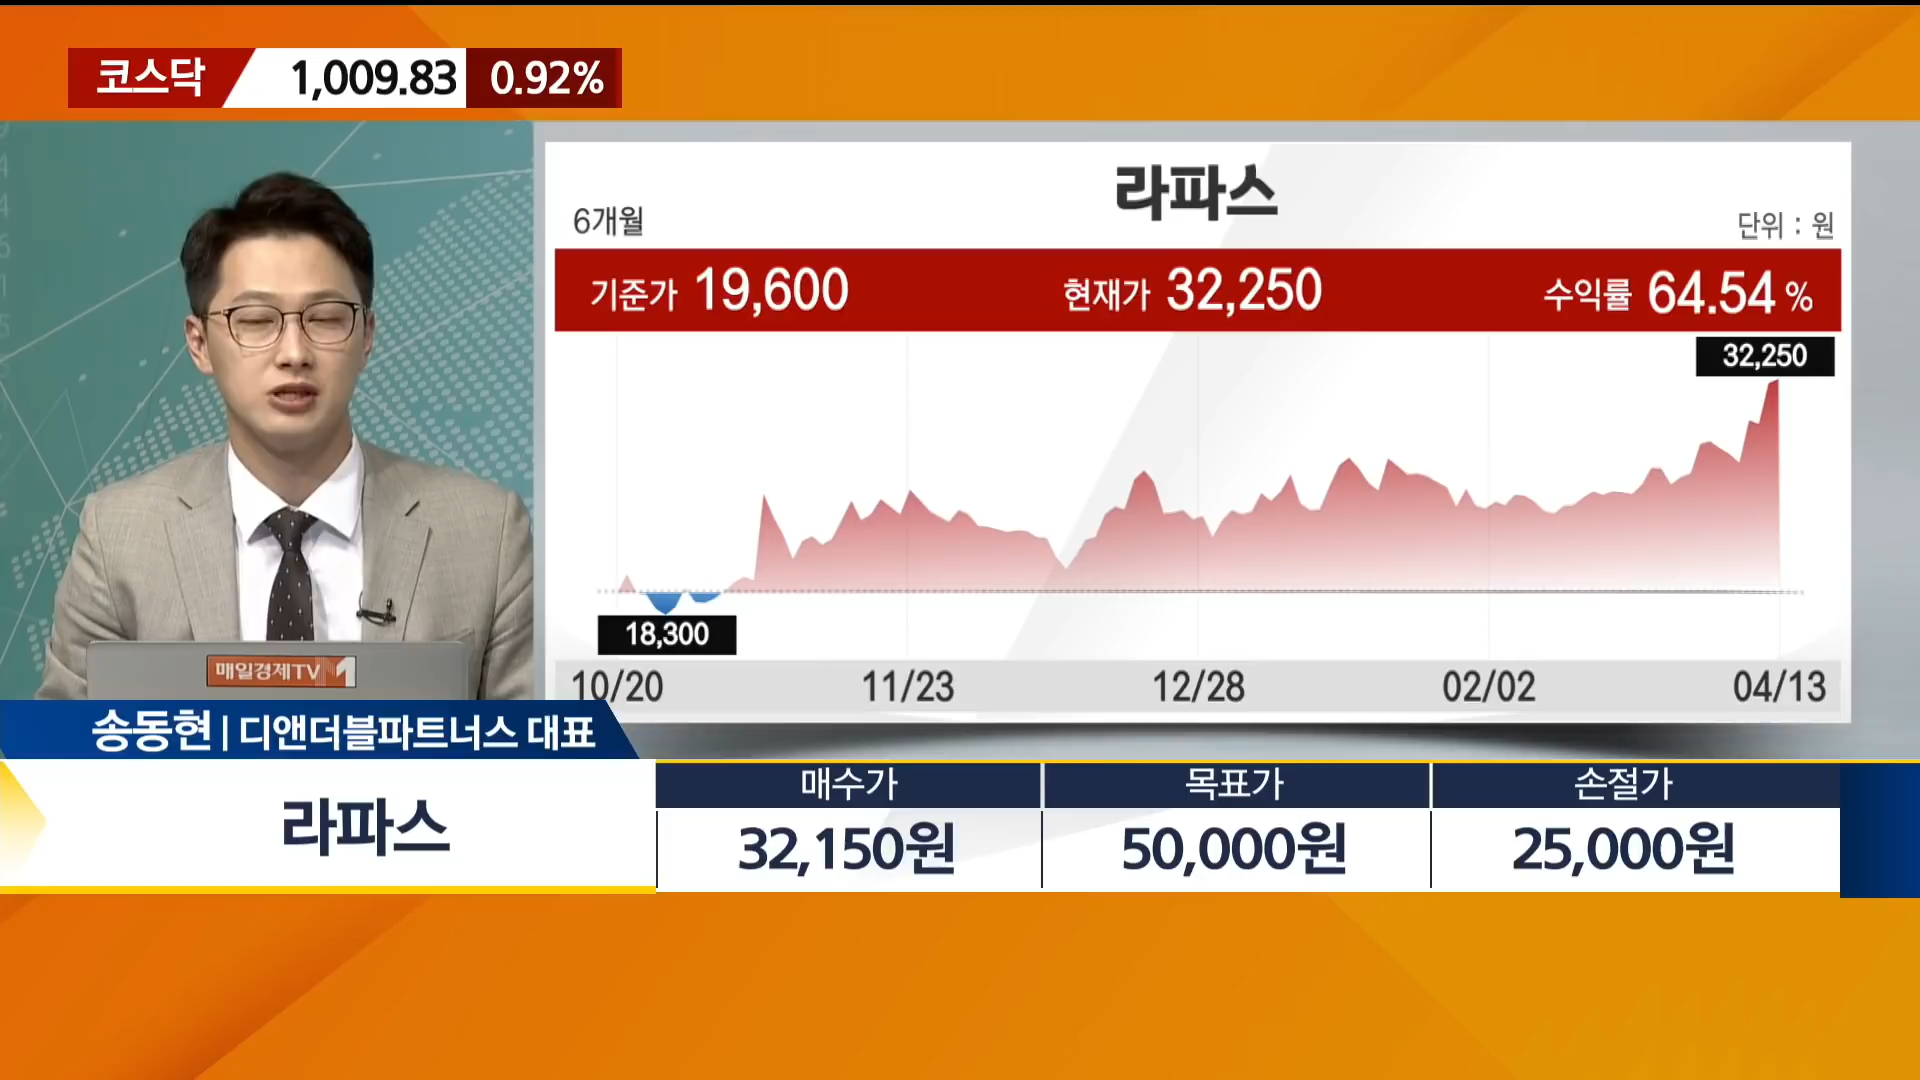 코스닥 1,009.83 0.92%
라파스
6개월
단위 : 원
기준가 19,600 현재가 32,250 수익률 64.54 %
32,250
18,300
10/20 11/23 12/28 02/02 04/13
매일경제TV
송동현 | 디앤더블파트너스 대표
라파스
매수가 목표가 손절가
32,150원 50,000원 25,000원